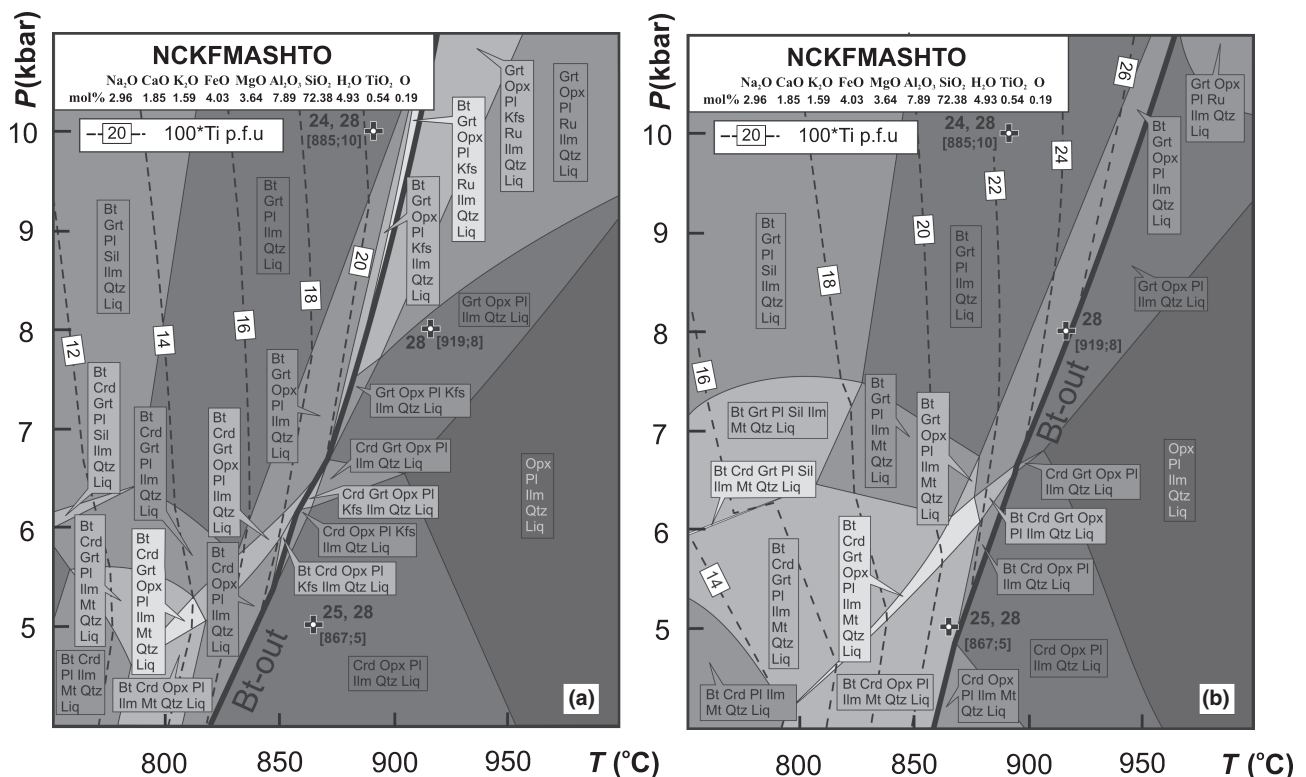 P(kbar)
NCKFMASHTO
Na₂O CaO K₂O FeO MgO Al₂O₃ SiO₂ H₂O TiO₂ O
mol% 2.96 1.85 1.59 4.03 3.64 7.89 72.38 4.93 0.54 0.19
20 100*Ti p.f.u
24, 28
[885;10]
10
9
8
7
6
5
Grt
Opx
Pl
Kfs
Ru
Ilm
Qtz
Liq
Grt
Opx
Pl
Ru
Ilm
Qtz
Liq
Bt
Grt
Opx
Pl
Kfs
Ru
Ilm
Qtz
Liq
Bt
Grt
Pl
Sil
Ilm
Qtz
Liq
Bt
Grt
Pl
Ilm
Qtz
Liq
Bt
Grt
Opx
Pl
Kfs
Ilm
Qtz
Liq
20
18
16
14
12
Grt Opx Pl
Ilm Qtz Liq
28 [919;8]
Bt
Crd
Grt
Pl
Sil
Ilm
Qtz
Liq
Bt
Crd
Grt
Pl
Ilm
Qtz
Liq
Bt
Crd
Grt
Opx
Pl
Ilm
Qtz
Liq
Bt
Grt
Opx
Pl
Ilm
Qtz
Liq
Grt Opx Pl Kfs
Ilm Qtz Liq
Crd Grt Opx Pl
Ilm Qtz Liq
Crd Grt Opx Pl
Kfs Ilm Qtz Liq
Crd Opx Pl Kfs
Ilm Qtz Liq
Bt Crd Opx Pl
Kfs Ilm Qtz Liq
Opx
Pl
Ilm
Qtz
Liq
Bt
Crd
Grt
Pl
Ilm
Mt
Qtz
Liq
Bt
Crd
Grt
Opx
Pl
Ilm
Mt
Qtz
Liq
Bt
Crd
Opx
Pl
Ilm
Qtz
Liq
25, 28
[867;5]
Bt Crd
Pl Ilm
Mt Qtz
Liq
Bt Crd Opx Pl
Ilm Mt Qtz Liq
Bt-out
Crd Opx Pl
Ilm Qtz Liq
(a)
800 850 900 950 T (°C)
P(kbar)
NCKFMASHTO
Na₂O CaO K₂O FeO MgO Al₂O₃ SiO₂ H₂O TiO₂ O
mol% 2.96 1.85 1.59 4.03 3.64 7.89 72.38 4.93 0.54 0.19
20 100*Ti p.f.u
24, 28
[885;10]
10
9
8
7
6
5
26
24
22
20
18
16
14
Grt Opx
Pl Ru
Ilm Qtz
Liq
Bt
Grt
Opx
Pl
Ilm
Qtz
Liq
Bt
Grt
Pl
Sil
Ilm
Qtz
Liq
Bt
Grt
Pl
Ilm
Qtz
Liq
Grt Opx Pl
Ilm Qtz Liq
28
[919;8]
Bt-out
Bt Grt Pl Sil Ilm
Mt Qtz Liq
Bt
Grt
Pl
Ilm
Mt
Qtz
Liq
Bt
Grt
Opx
Pl
Ilm
Mt
Qtz
Liq
Bt Crd Grt Pl Sil
Ilm Mt Qtz Liq
Crd Grt Opx Pl
Ilm Qtz Liq
Opx
Pl
Ilm
Qtz
Liq
Bt Crd Grt Opx
Pl Ilm Qtz Liq
Bt Crd Opx Pl
Ilm Qtz Liq
Bt
Crd
Grt
Pl
Ilm
Mt
Qtz
Liq
Bt
Crd
Grt
Opx
Pl
Ilm
Mt
Qtz
Liq
25, 28
[867;5]
Crd Opx Pl
Ilm Qtz Liq
Bt Crd Pl Ilm
Mt Qtz Liq
Bt Crd Opx Pl
Ilm Mt Qtz Liq
Crd Opx
Pl Ilm Mt
Qtz Liq
(b)
800 850 900 950 T (°C)